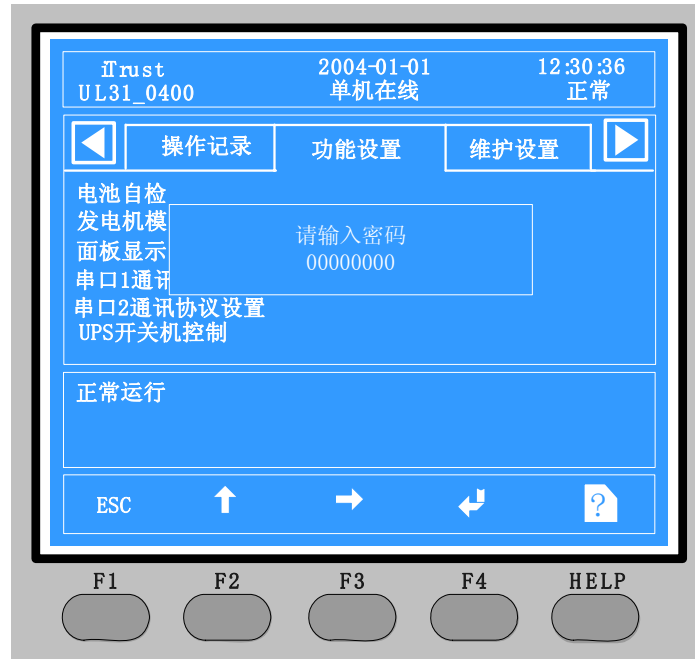 iTrust 2004-01-01 12:30:36
UL31_0400 单机在线 正常
操作记录 功能设置 维护设置
电池自检
发电机模
面板显示
串口1通讯
串口2通讯协议设置
UPS开关机控制
请输入密码
00000000
正常运行
ESC ?
F1 F2 F3 F4 HELP